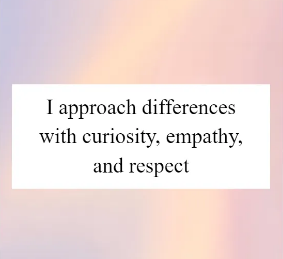 I approach differences
with curiosity, empathy,
and respect